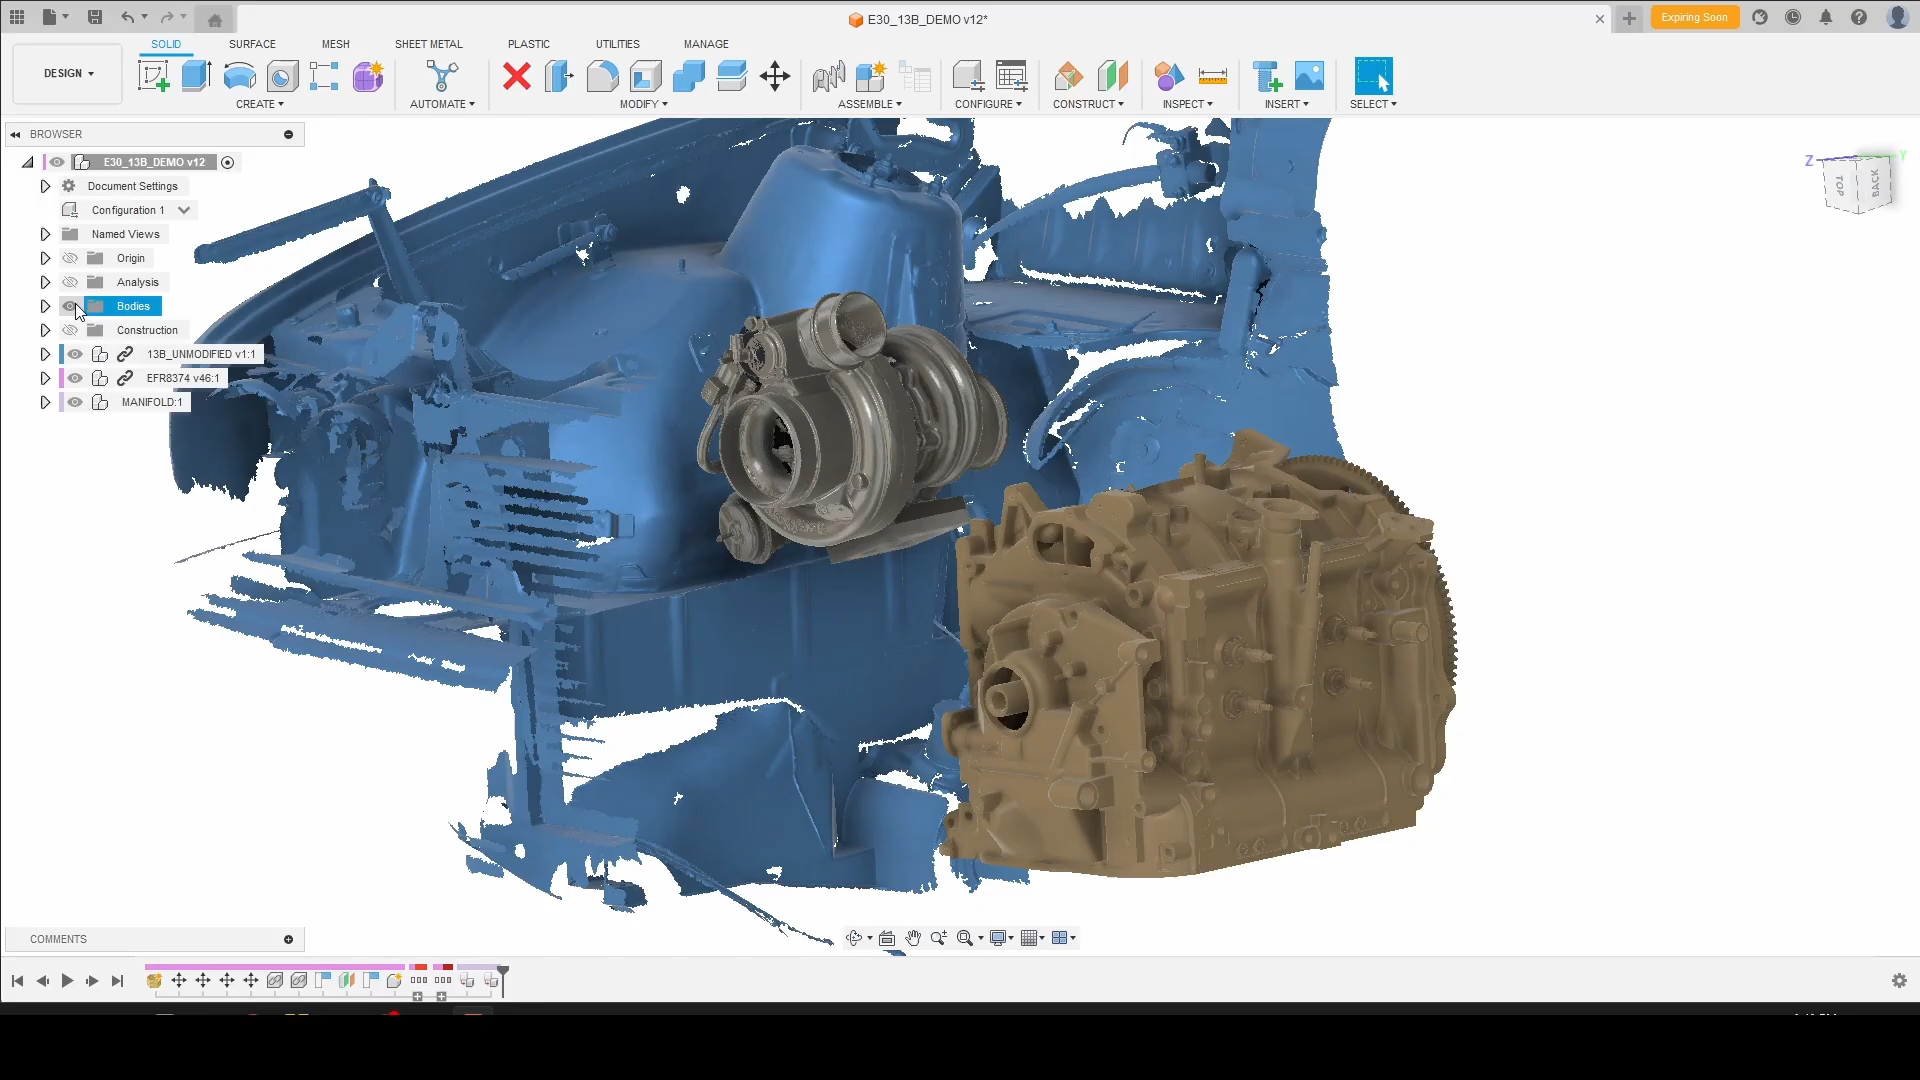 E30_13B_DEMO v12*
Expiring Soon
DESIGN
SOLID
SURFACE
MESH
SHEET METAL
PLASTIC
UTILITIES
MANAGE
CREATE
AUTOMATE
MODIFY
ASSEMBLE
CONFIGURE
CONSTRUCT
INSPECT
INSERT
SELECT
BROWSER
E30_13B_DEMO v12
Document Settings
Configuration 1
Named Views
Origin
Analysis
Bodies
Construction
13B_UNMODIFIED v1:1
EFR8374 v46:1
MANIFOLD:1
Z
Y
TOP
BACK
COMMENTS